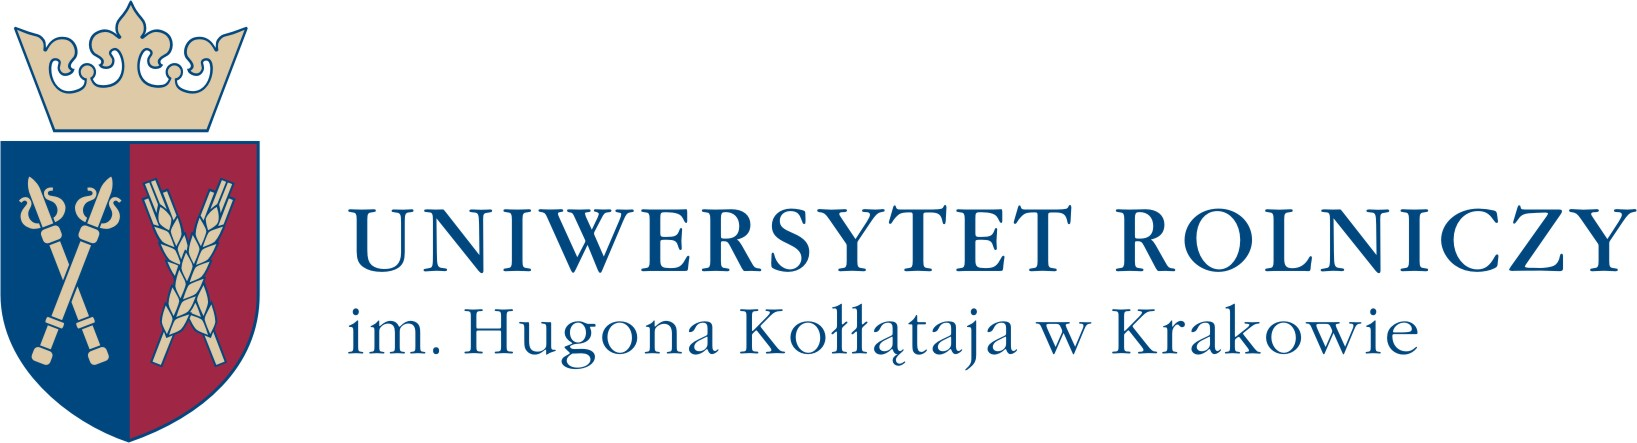 UNIWERSYTET ROLNICZY
im. Hugona Kołłątaja w Krakowie